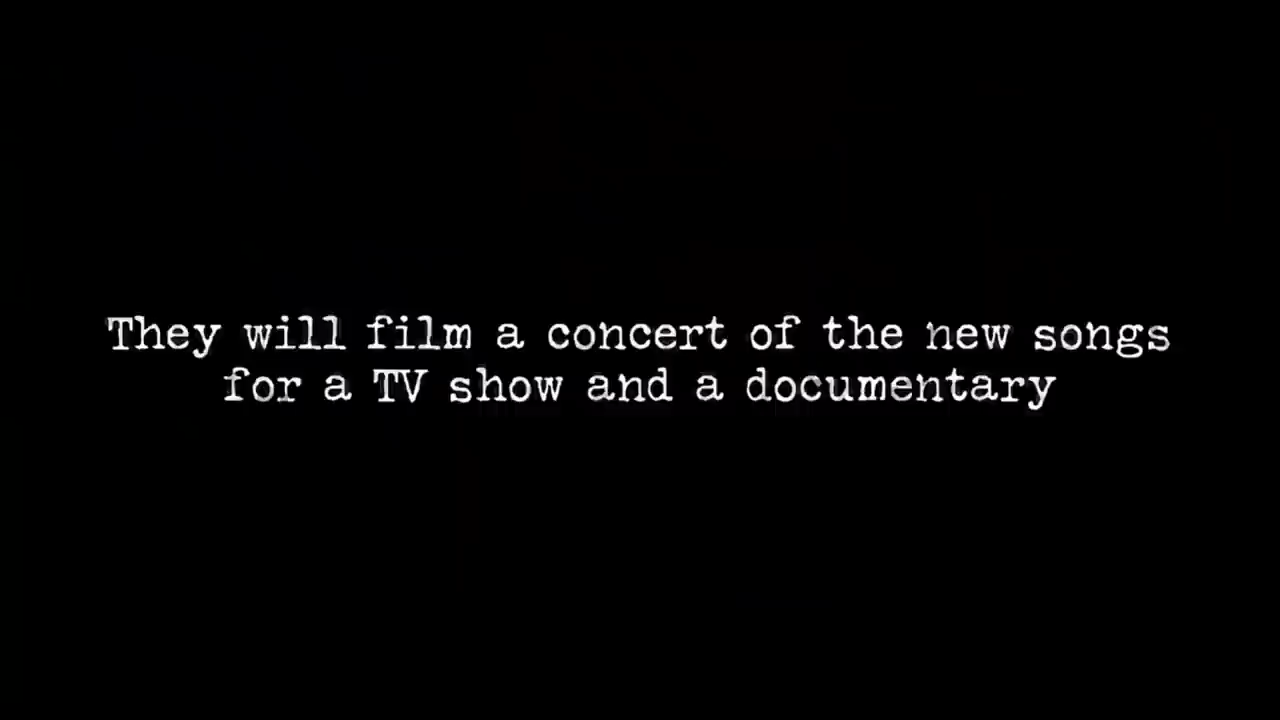 They will film a concert of the new songs
for a TV show and a documentary